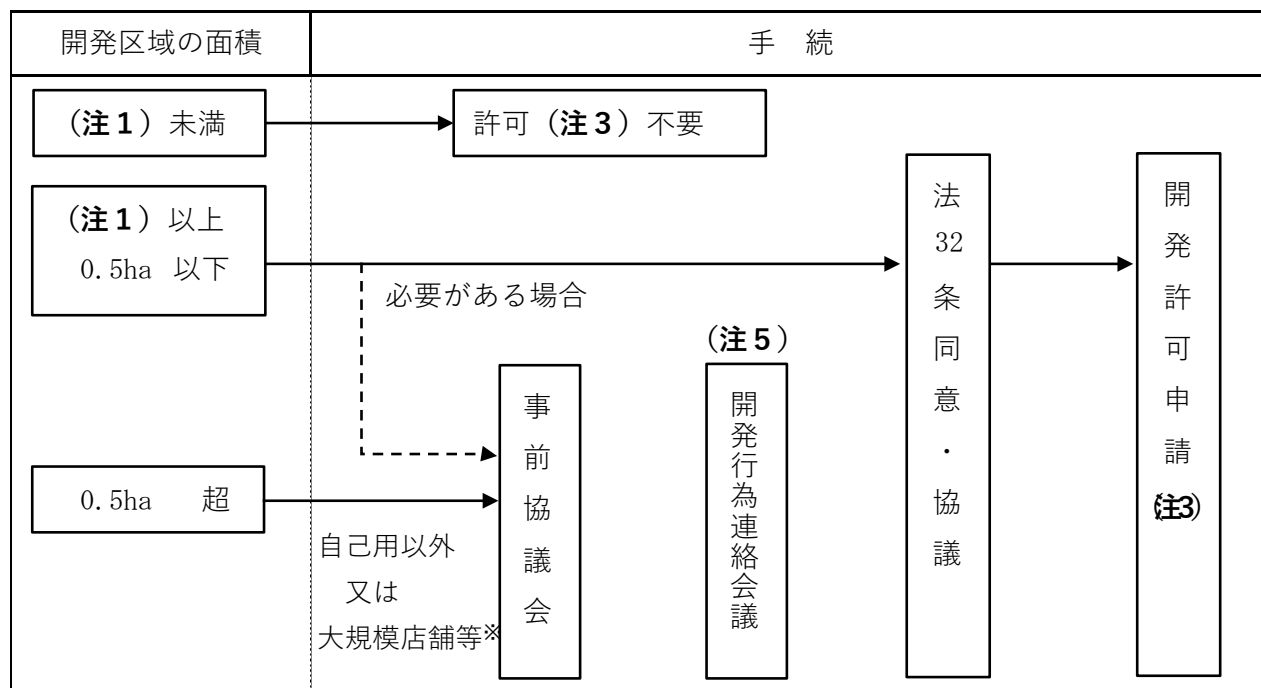 開発区域の面積
手 続
(注1)未満
許可(注3)不要
(注1)以上
0.5ha 以下
必要がある場合
法32条同意・協議
開発許可申請(注3)
(注5)
事前協議会
開発行為連絡会議
0.5ha 超
自己用以外
又は
大規模店舗等※